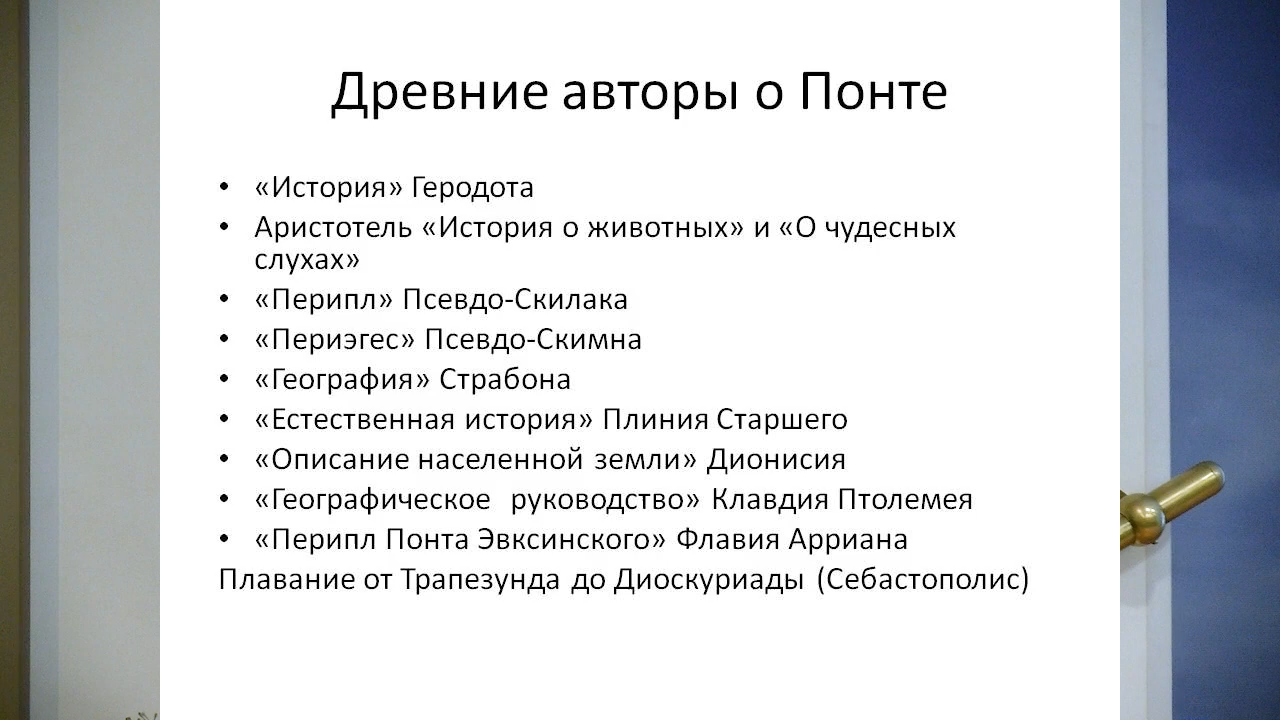 Древние авторы о Понте
• «История» Геродота
• Аристотель «История о животных» и «О чудесных
слухах»
• «Перипл» Псевдо-Скилака
• «Периэгес» Псевдо-Скимна
• «География» Страбона
• «Естественная история» Плиния Старшего
• «Описание населенной земли» Дионисия
• «Географическое руководство» Клавдия Птолемея
• «Перипл Понта Эвксинского» Флавия Арриана
Плавание от Трапезунда до Диоскуриады (Себастополис)